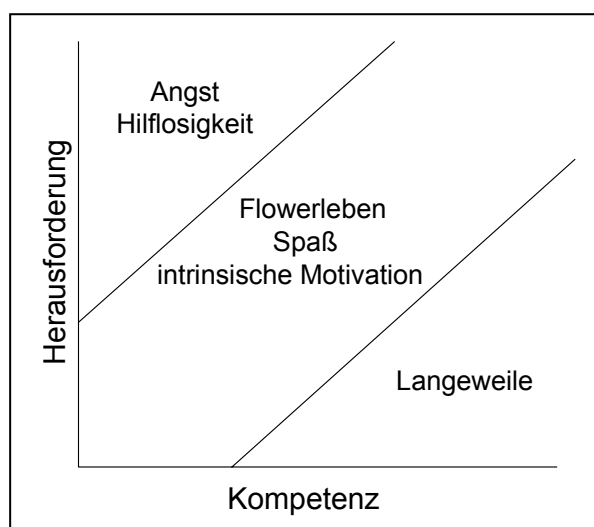 Angst
Hilflosigkeit
Flowerleben
Spaß
intrinsische Motivation
Langeweile
Herausforderung
Kompetenz